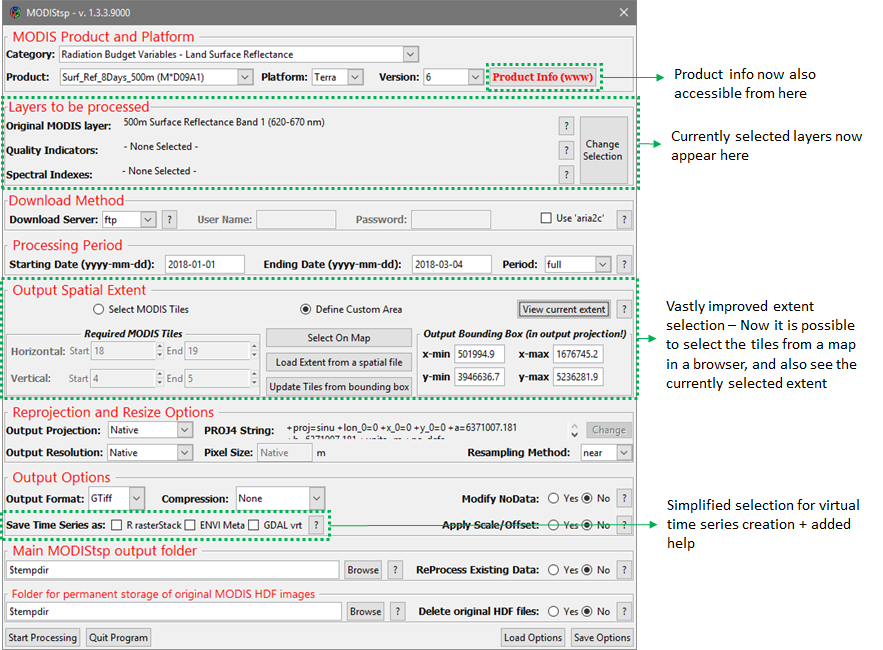 MODIStsp - v. 1.3.3.9000
MODIS Product and Platform
Category: Radiation Budget Variables - Land Surface Reflectance
Product: Surf_Ref_8Days_500m (M*D09A1) Platform: Terra Version: 6 Product Info (www)
Product info now also
accessible from here
Layers to be processed
Original MODIS layer: 500m Surface Reflectance Band 1 (620-670 nm) ?
Quality Indicators: - None Selected - ?
Spectral Indexes: - None Selected - ?
Change
Selection
Currently selected layers now
appear here
Download Method
Download Server: ftp ? User Name: Password: Use 'aria2c' ?
Processing Period
Starting Date (yyyy-mm-dd): 2018-01-01 Ending Date (yyyy-mm-dd): 2018-03-04 Period: full ?
Output Spatial Extent
Select MODIS Tiles Define Custom Area View current extent ?
Required MODIS Tiles
Horizontal: Start 18 End 19
Vertical: Start 4 End 5
Select On Map
Load Extent from a spatial file
Update Tiles from bounding box
Output Bounding Box (in output projection!)
x-min 501994.9 x-max 1676745.2
y-min 3946636.7 y-max 5236281.9
Vastly improved extent
selection – Now it is possible
to select the tiles from a map
in a browser, and also see the
currently selected extent
Reprojection and Resize Options
Output Projection: Native PROJ4 String: +proj=sinu +lon_0=0 +x_0=0 +y_0=0 +a=6371007.181 Change
+b=6371007.181 +units=m +no_defs
Output Resolution: Native Pixel Size: Native m Resampling Method: near
Output Options
Output Format: GTiff Compression: None Modify NoData: Yes No ?
Save Time Series as: R rasterStack ENVI Meta GDAL vrt ? Apply Scale/Offset: Yes No ?
Simplified selection for virtual
time series creation + added
help
Main MODIStsp output folder
$tempdir Browse ? ReProcess Existing Data: Yes No ?
Folder for permanent storage of original MODIS HDF images
$tempdir Browse ? Delete original HDF files: Yes No ?
Start Processing Quit Program Load Options Save Options